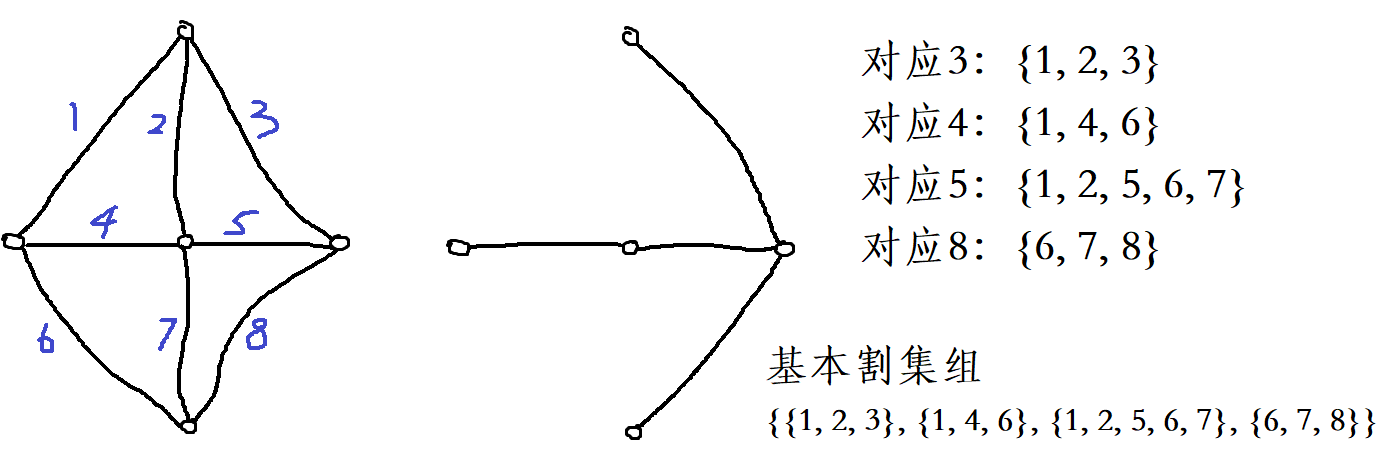 1
2
3
4
5
6
7
8
对应3：{1, 2, 3}
对应4：{1, 4, 6}
对应5：{1, 2, 5, 6, 7}
对应8：{6, 7, 8}
基本割集组
{{1, 2, 3}, {1, 4, 6}, {1, 2, 5, 6, 7}, {6, 7, 8}}